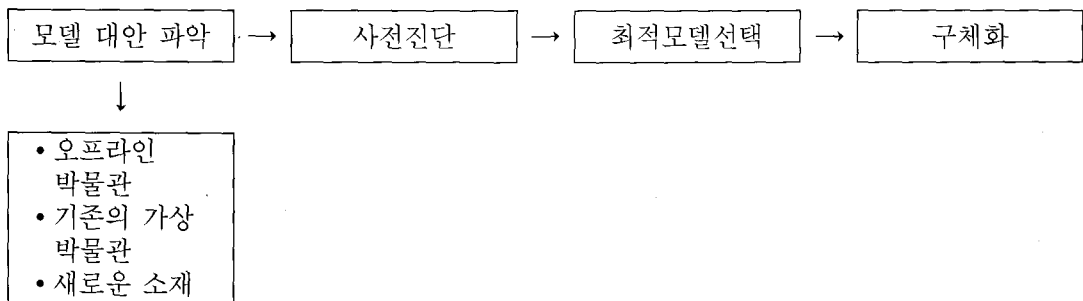 모델 대안 파악 → 사전진단 → 최적모델선택 → 구체화
↓
• 오프라인
박물관
• 기존의 가상
박물관
• 새로운 소재